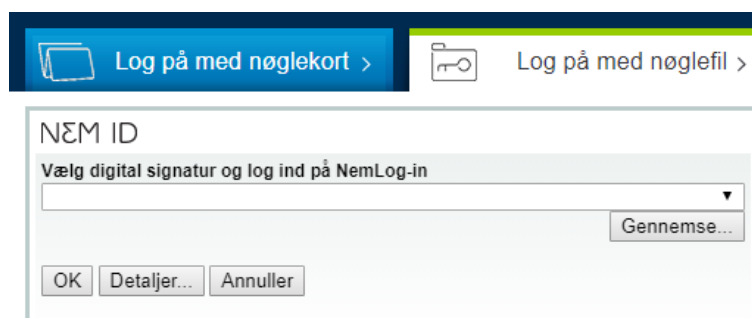 Log på med nøglekort >
Log på med nøglefil >
NEM ID
Vælg digital signatur og log ind på NemLog-in
Gennemse...
OK Detaljer... Annuller